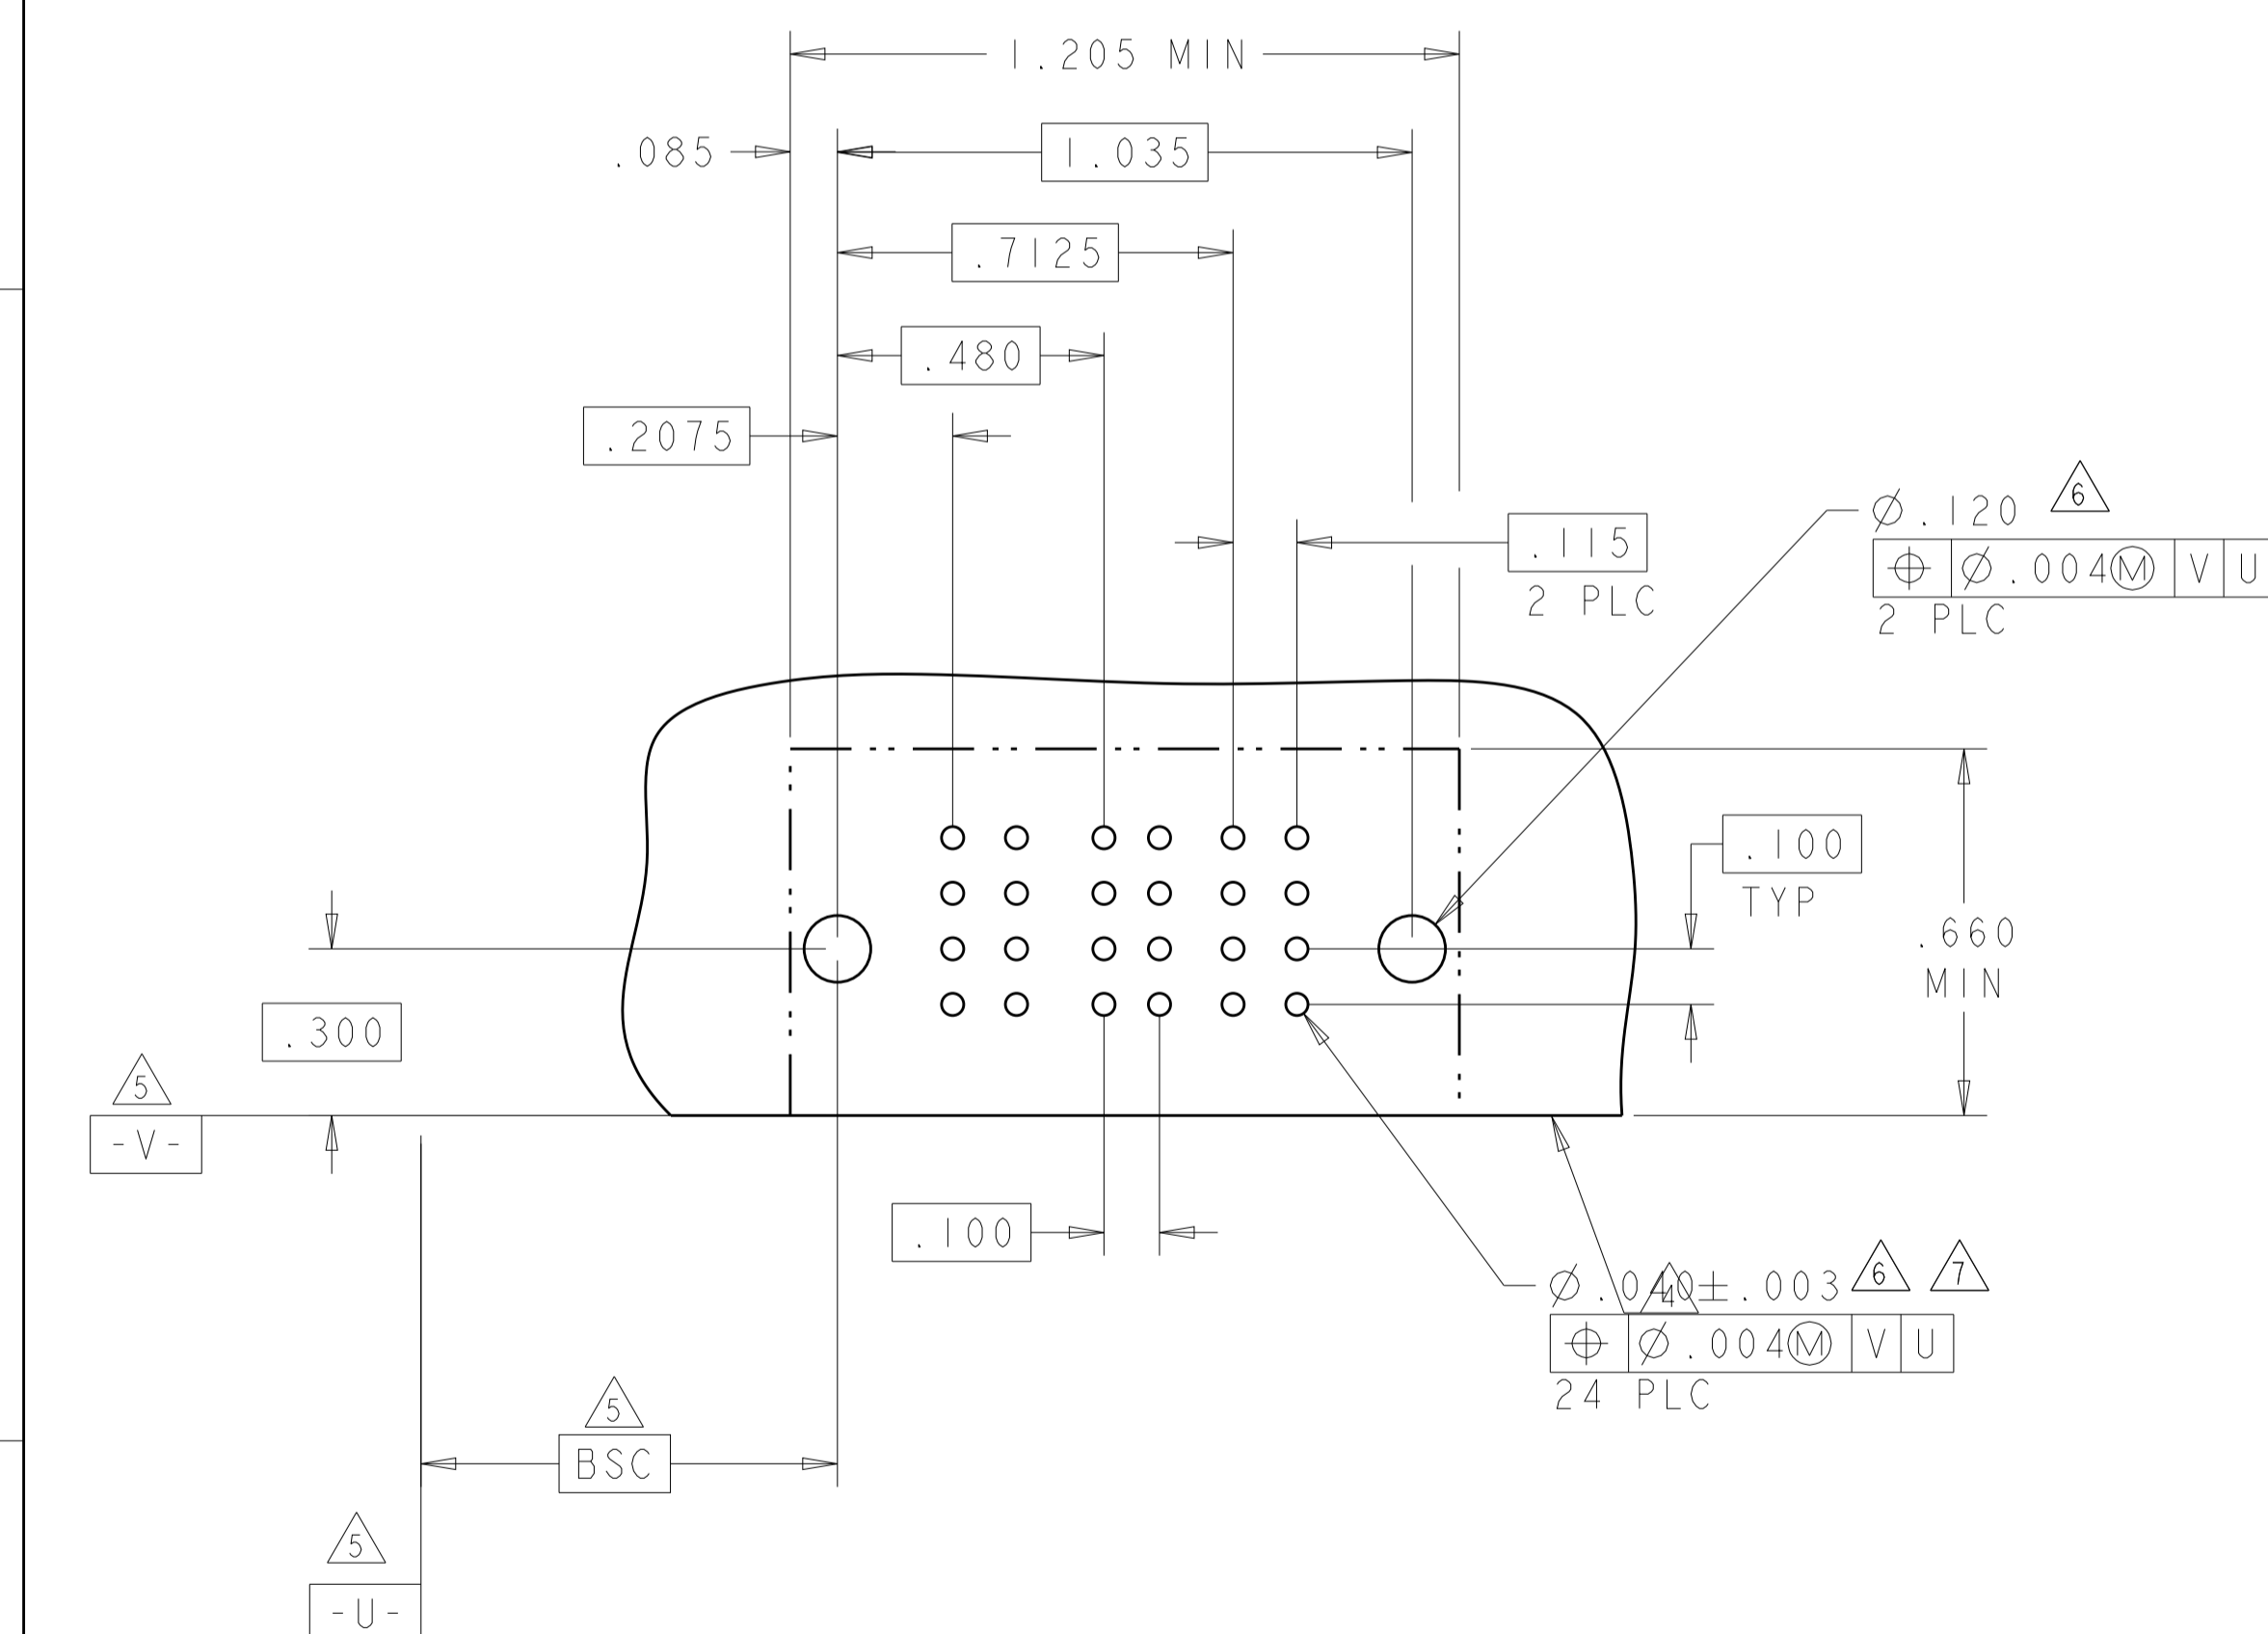 1.205 MIN
.085
1.035
.7125
.480
.2075
6
⌀.120
.115
⌖ ⌀.004Ⓜ V U
2 PLC
2 PLC
.100
TYP
.660
MIN
.300
5
-V-
.100
⌀.040±.003
6
7
4
⌖ ⌀.004Ⓜ V U
24 PLC
5
BSC
5
-U-